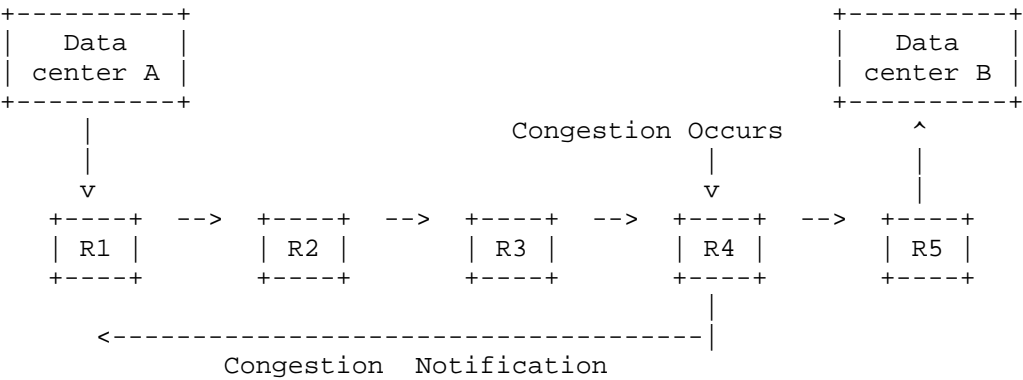 +----------+ +----------+
| Data | | Data |
| center A | | center B |
+----------+ +----------+
| Congestion Occurs ^
| | |
v v |
+----+ --> +----+ --> +----+ --> +----+ --> +----+
| R1 | | R2 | | R3 | | R4 | | R5 |
+----+ +----+ +----+ +----+ +----+
|
<-------------------------------------|
Congestion Notification